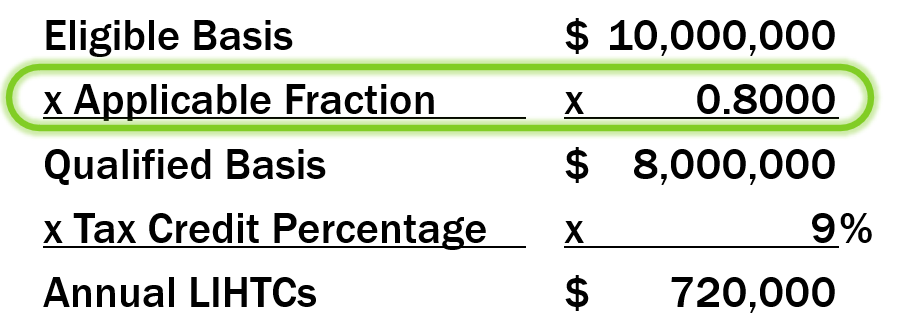 Eligible Basis $ 10,000,000
x Applicable Fraction x 0.8000
Qualified Basis $ 8,000,000
x Tax Credit Percentage x 9%
Annual LIHTCs $ 720,000